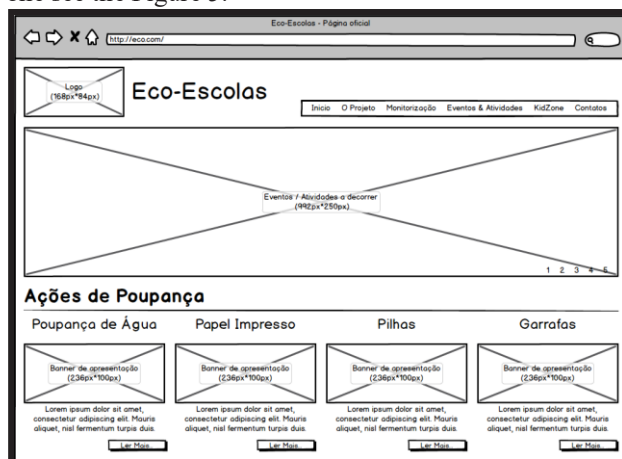 Eco-Escolas - Página oficial
http://eco.com/
Logo
(168px*84px)
Eco-Escolas
Inicio O Projeto Monitorização Eventos & Atividades KidZone Contatos
Eventos / Atividades a decorrer
(992px*250px)
1 2 3 4 5
Ações de Poupança
Poupança de Água Papel Impresso Pilhas Garrafas
Banner de apresentação Banner de apresentação Banner de apresentação Banner de apresentação
(236px*100px) (236px*100px) (236px*100px) (236px*100px)
Lorem ipsum dolor sit amet, Lorem ipsum dolor sit amet, Lorem ipsum dolor sit amet, Lorem ipsum dolor sit amet,
consectetur adipiscing elit. Mauris consectetur adipiscing elit. Mauris consectetur adipiscing elit. Mauris consectetur adipiscing elit. Mauris
aliquet, nisl fermentum turpis duis. aliquet, nisl fermentum turpis duis. aliquet, nisl fermentum turpis duis. aliquet, nisl fermentum turpis duis.
Ler Mais.. Ler Mais.. Ler Mais.. Ler Mais..